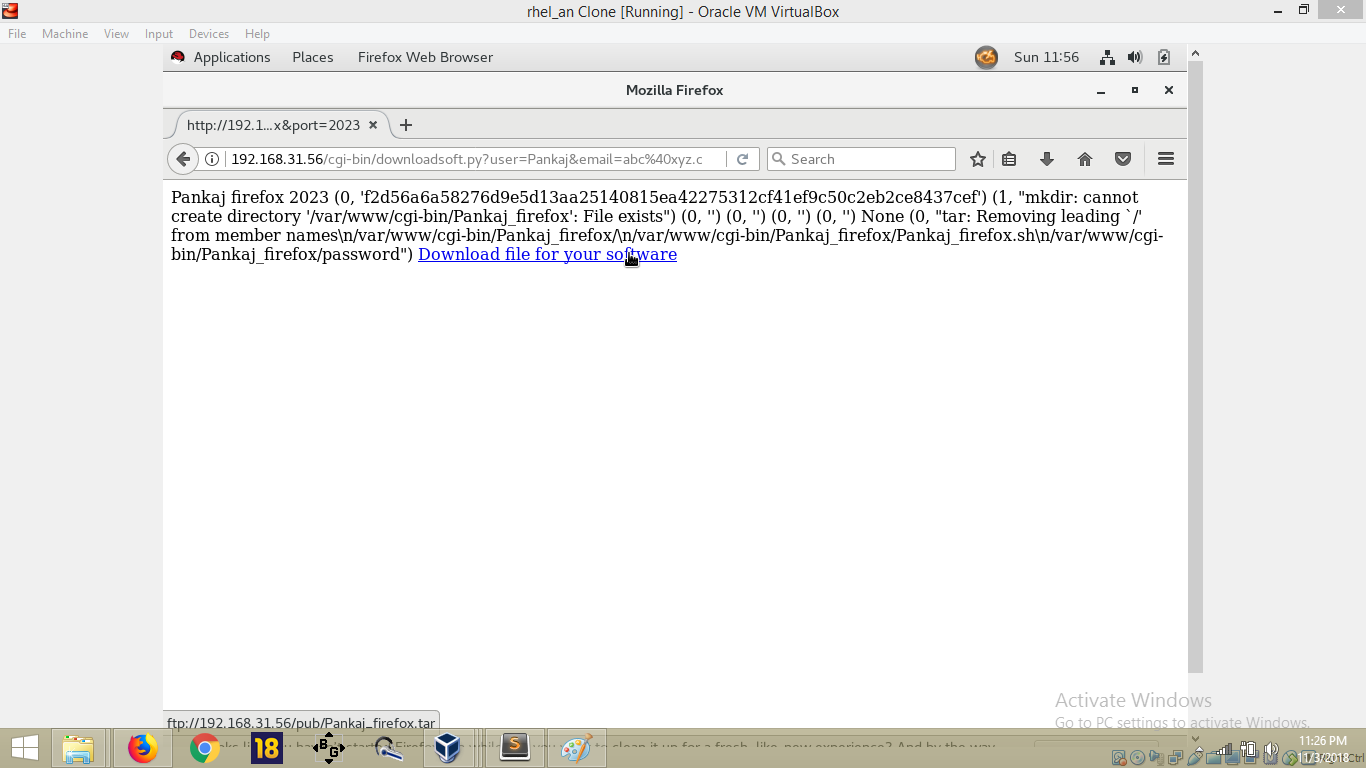 rhel_an Clone [Running] - Oracle VM VirtualBox
File Machine View Input Devices Help
Applications Places Firefox Web Browser Sun 11:56
Mozilla Firefox
http://192.1...x&port=2023
192.168.31.56/cgi-bin/downloadsoft.py?user=Pankaj&email=abc%40xyz.c Search
Pankaj firefox 2023 (0, 'f2d56a6a58276d9e5d13aa25140815ea42275312cf41ef9c50c2eb2ce8437cef') (1, "mkdir: cannot
create directory '/var/www/cgi-bin/Pankaj_firefox': File exists") (0, '') (0, '') (0, '') (0, '') None (0, "tar: Removing leading `/'
from member names\n/var/www/cgi-bin/Pankaj_firefox/\n/var/www/cgi-bin/Pankaj_firefox/Pankaj_firefox.sh\n/var/www/cgi-
bin/Pankaj_firefox/password") Download file for your software
Activate Windows
Go to PC settings to activate Windows.
ftp://192.168.31.56/pub/Pankaj_firefox.tar
18
B G
S
11:26 PM
11/3/2018
Ctrl